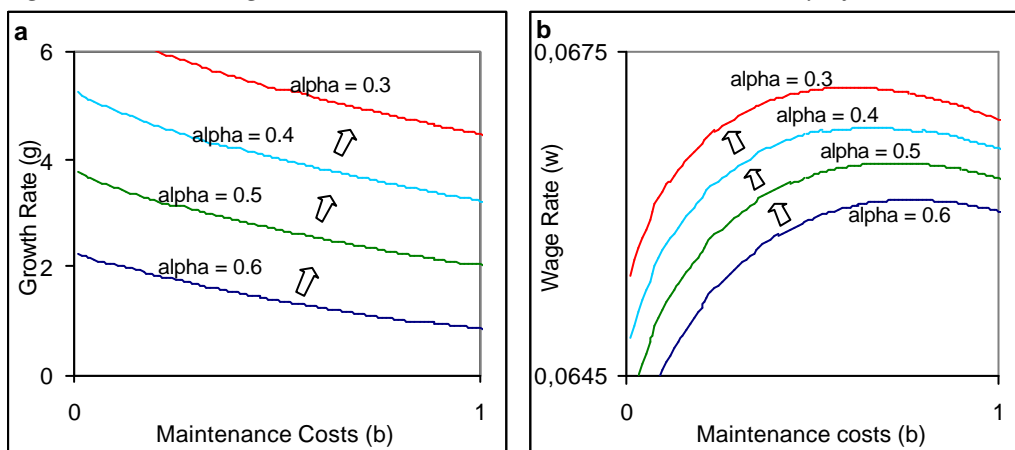 a
6
4
2
0
0
1
Growth Rate (g)
Maintenance Costs (b)
alpha = 0.3
alpha = 0.4
alpha = 0.5
alpha = 0.6
b
0,0675
0,0645
0
1
Wage Rate (w)
Maintenance costs (b)
alpha = 0.3
alpha = 0.4
alpha = 0.5
alpha = 0.6